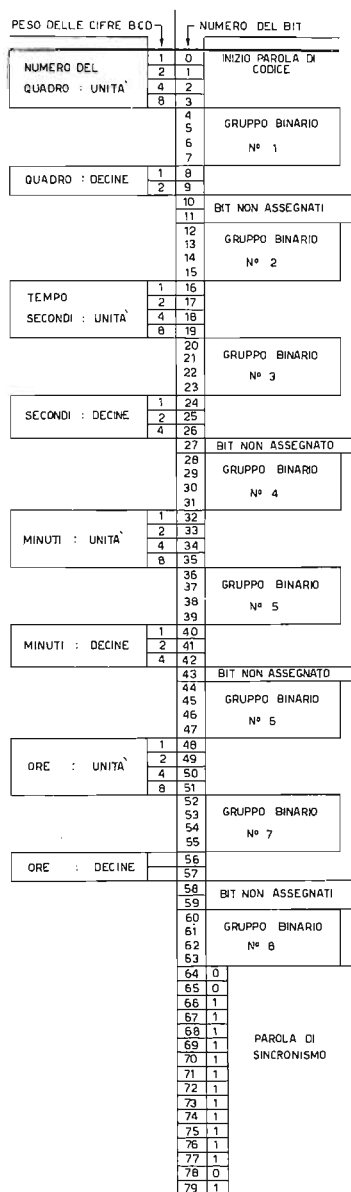 PESO DELLE CIFRE BCD NUMERO DEL BIT
1 0 INIZIO PAROLA DI
NUMERO DEL 2 1 CODICE
QUADRO : UNITÀ 4 2
8 3
4
5 GRUPPO BINARIO
6 Nº 1
7
QUADRO : DECINE 1 8
2 9
10 BIT NON ASSEGNATI
11
12 GRUPPO BINARIO
13
14 Nº 2
15
1 16
TEMPO 2 17
SECONDI : UNITÀ 4 18
8 19
20 GRUPPO BINARIO
21
22 Nº 3
23
1 24
SECONDI : DECINE 2 25
4 26
27 BIT NON ASSEGNATO
28 GRUPPO BINARIO
29
30 Nº 4
31
1 32
MINUTI : UNITÀ 2 33
4 34
8 35
36
37 GRUPPO BINARIO
38 Nº 5
39
1 40
MINUTI : DECINE 2 41
4 42
43 BIT NON ASSEGNATO
44
45 GRUPPO BINARIO
46 Nº 6
47
1 48
ORE : UNITÀ 2 49
4 50
8 51
52
53 GRUPPO BINARIO
54 Nº 7
55
56
ORE : DECINE 57
58 BIT NON ASSEGNATI
59
60
61 GRUPPO BINARIO
62 Nº 8
63
64 0
65 0
66 1
67 1
68 1 PAROLA DI
69 1 SINCRONISMO
70 1
71 1
72 1
73 1
74 1
75 1
76 1
77 1
78 0
79 1